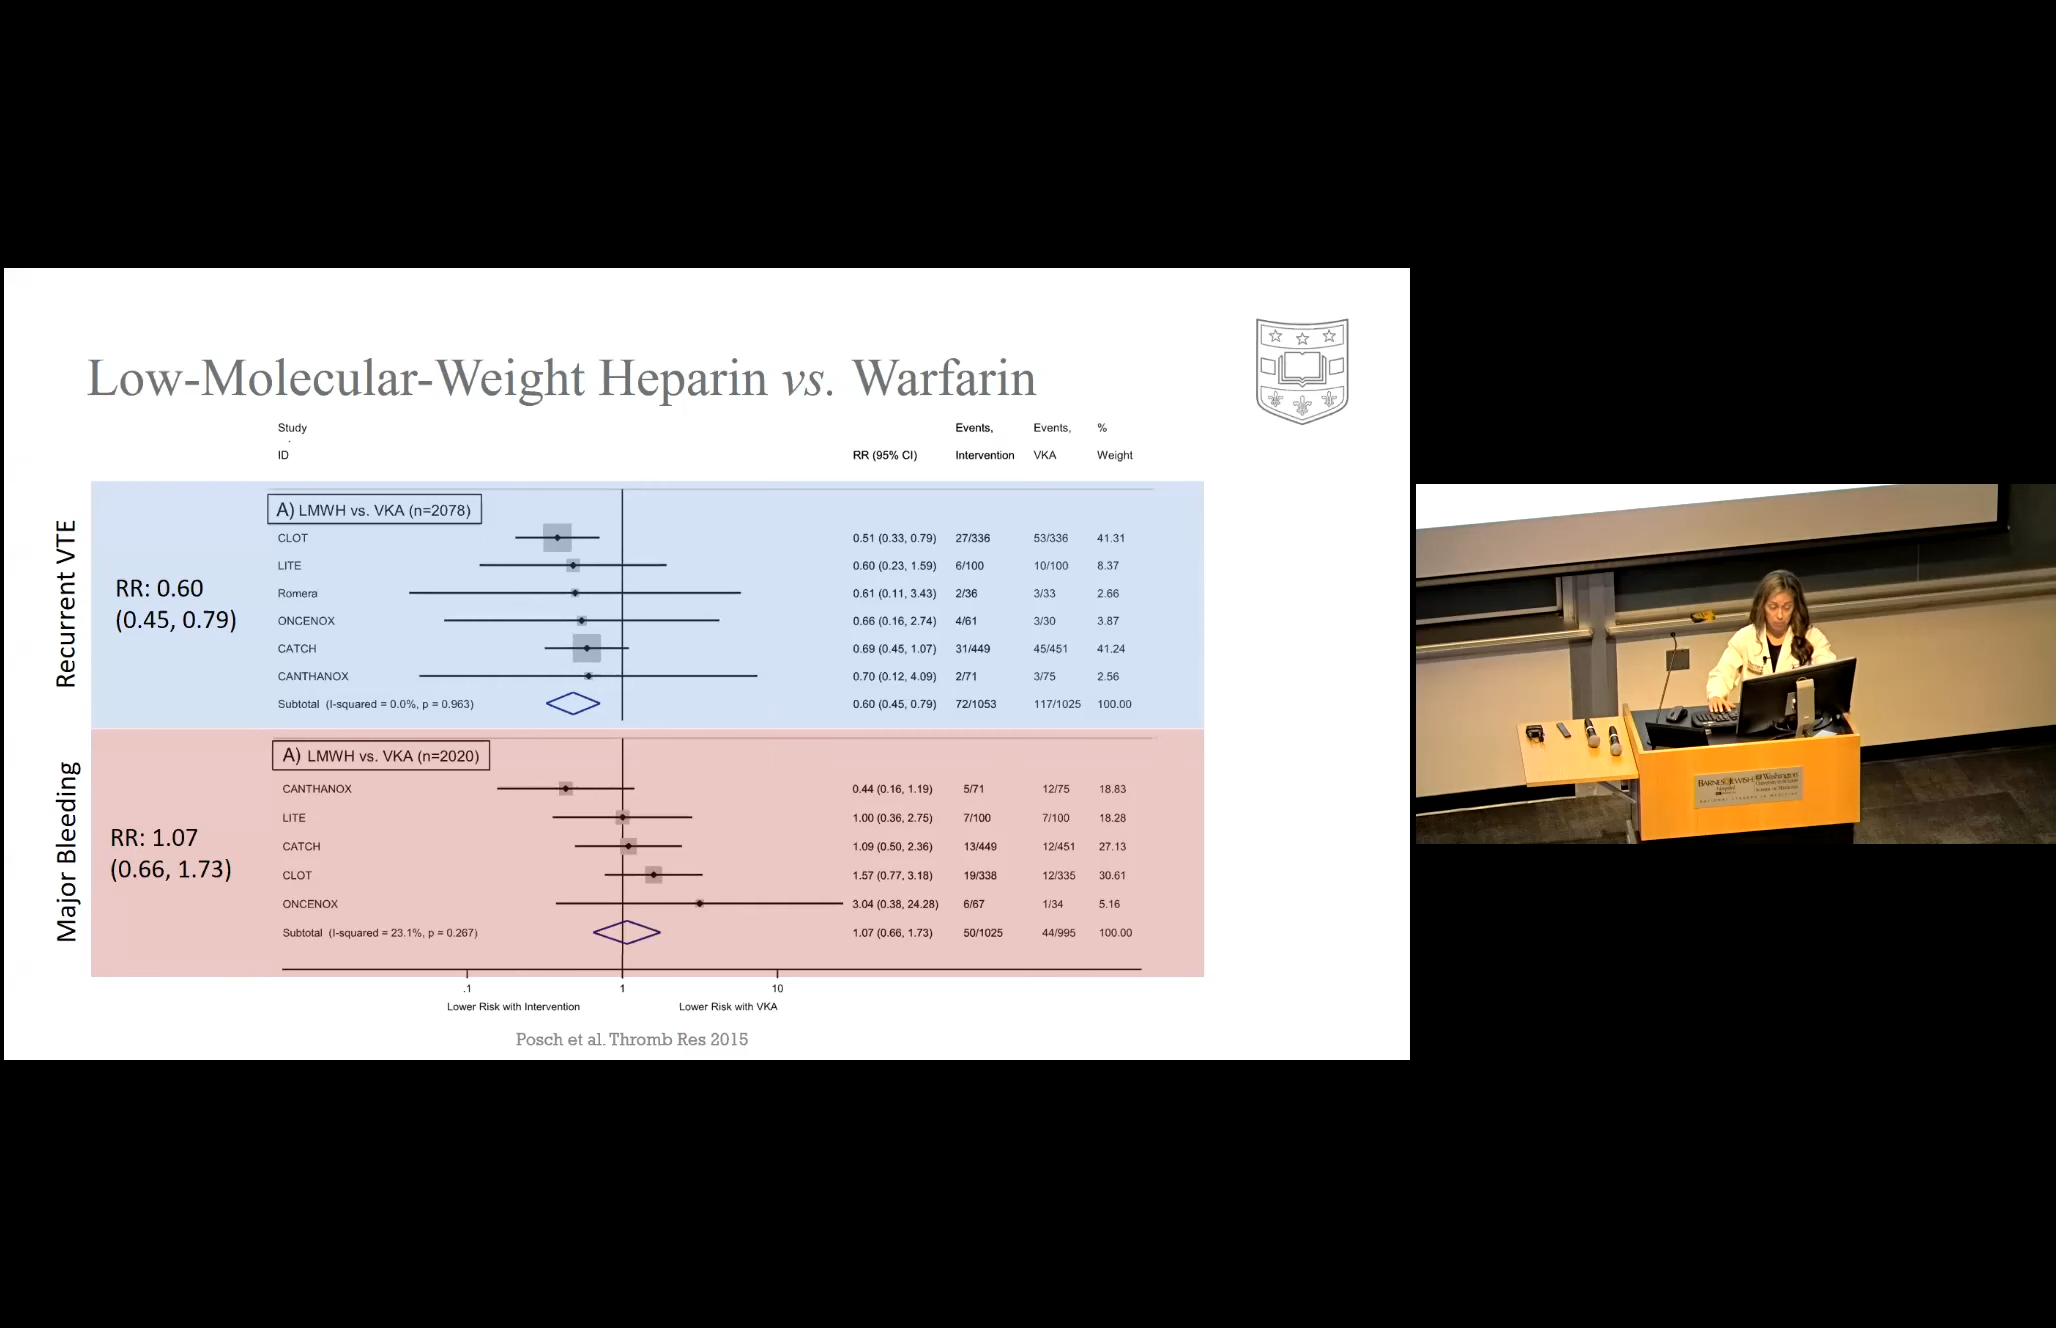 Low-Molecular-Weight Heparin vs. Warfarin
Study Events, Events, %
ID RR (95% CI) Intervention VKA Weight
Recurrent VTE
RR: 0.60
(0.45, 0.79)
A) LMWH vs. VKA (n=2078)
CLOT 0.51 (0.33, 0.79) 27/336 53/336 41.31
LITE 0.60 (0.23, 1.59) 6/100 10/100 8.37
Romera 0.61 (0.11, 3.43) 2/36 3/33 2.66
ONCENOX 0.66 (0.16, 2.74) 4/61 3/30 3.87
CATCH 0.69 (0.45, 1.07) 31/449 45/451 41.24
CANTHANOX 0.70 (0.12, 4.09) 2/71 3/75 2.56
Subtotal (I-squared = 0.0%, p = 0.963) 0.60 (0.45, 0.79) 72/1053 117/1025 100.00
Major Bleeding
RR: 1.07
(0.66, 1.73)
A) LMWH vs. VKA (n=2020)
CANTHANOX 0.44 (0.16, 1.19) 5/71 12/75 18.83
LITE 1.00 (0.36, 2.75) 7/100 7/100 18.28
CATCH 1.09 (0.50, 2.36) 13/449 12/451 27.13
CLOT 1.57 (0.77, 3.18) 19/338 12/335 30.61
ONCENOX 3.04 (0.38, 24.28) 6/67 1/34 5.16
Subtotal (I-squared = 23.1%, p = 0.267) 1.07 (0.66, 1.73) 50/1025 44/995 100.00
.1 1 10
Lower Risk with Intervention Lower Risk with VKA
Posch et al. Thromb Res 2015
BARNES JEWISH Washington
Hospital